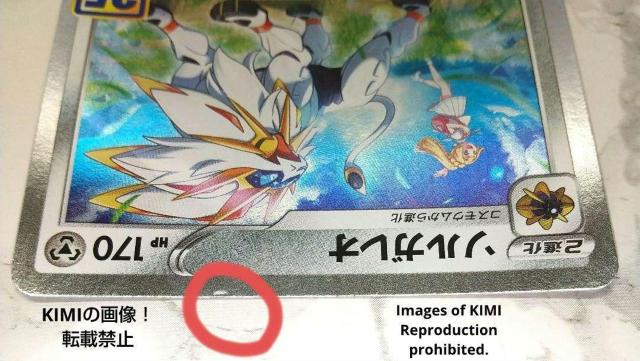 25
コスモウムから進化
2進化
ソルガレオ
HP 170
KIMIの画像！
転載禁止
Images of KIMI
Reproduction
prohibited.